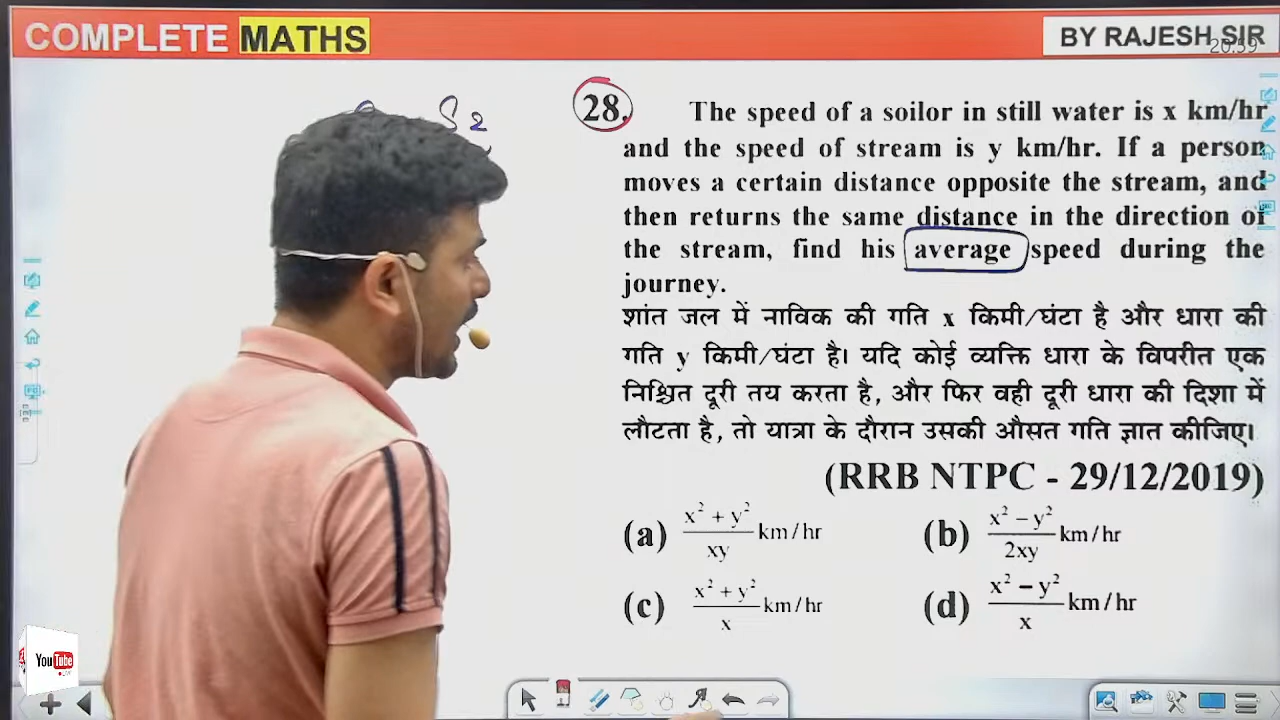 COMPLETE MATHS
BY RAJESH SIR
20:59
S2
28. The speed of a soilor in still water is x km/hr
and the speed of stream is y km/hr. If a person
moves a certain distance opposite the stream, and
then returns the same distance in the direction of
the stream, find his average speed during the
journey.
शांत जल में नाविक की गति x किमी/घंटा है और धारा की
गति y किमी/घंटा है। यदि कोई व्यक्ति धारा के विपरीत एक
निश्चित दूरी तय करता है, और फिर वही दूरी धारा की दिशा में
लौटता है, तो यात्रा के दौरान उसकी औसत गति ज्ञात कीजिए।
(RRB NTPC - 29/12/2019)
(a) x² + y² / xy km/hr (b) x² – y² / 2xy km/hr
(c) x² + y² / x km/hr (d) x² – y² / x km/hr
YouTube